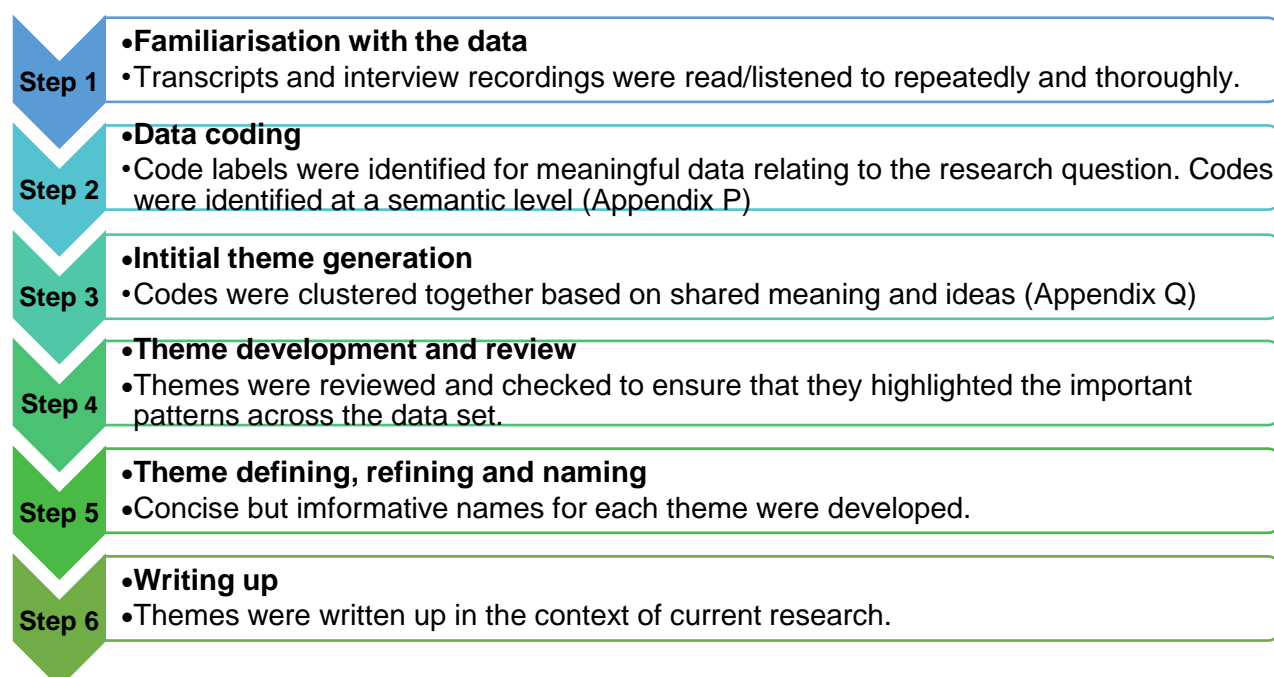 •Familiarisation with the data
Step 1
•Transcripts and interview recordings were read/listened to repeatedly and thoroughly.
•Data coding
•Code labels were identified for meaningful data relating to the research question. Codes
Step 2
were identified at a semantic level (Appendix P)
•Intitial theme generation
Step 3
•Codes were clustered together based on shared meaning and ideas (Appendix Q)
•Theme development and review
•Themes were reviewed and checked to ensure that they highlighted the important
Step 4
patterns across the data set.
•Theme defining, refining and naming
Step 5
•Concise but imformative names for each theme were developed.
•Writing up
Step 6
•Themes were written up in the context of current research.